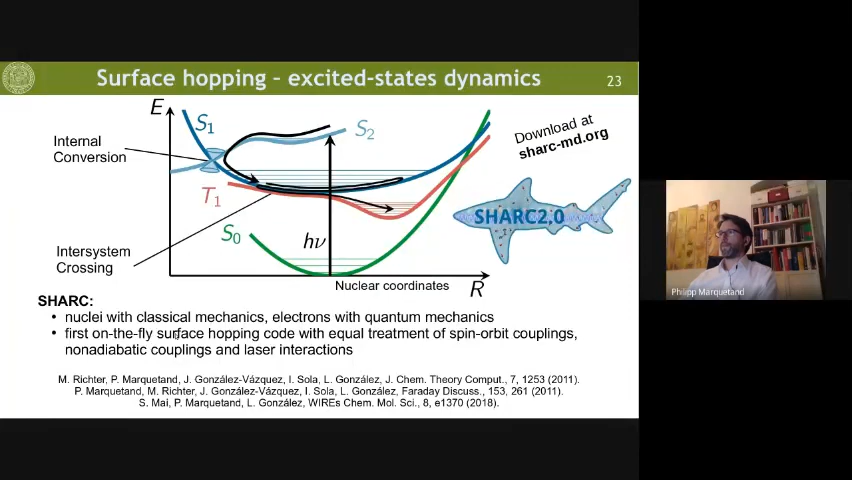 Surface hopping – excited-states dynamics
23
E
S1
S2
Download at
sharc-md.org
Internal
Conversion
T1
SHARC2.0
S0
hν
Intersystem
Crossing
Nuclear coordinates
R
SHARC:
• nuclei with classical mechanics, electrons with quantum mechanics
• first on-the-fly surface hopping code with equal treatment of spin-orbit couplings,
nonadiabatic couplings and laser interactions
M. Richter, P. Marquetand, J. González-Vázquez, I. Sola, L. González, J. Chem. Theory Comput., 7, 1253 (2011).
P. Marquetand, M. Richter, J. González-Vázquez, I. Sola, L. González, Faraday Discuss., 153, 261 (2011).
S. Mai, P. Marquetand, L. González, WIREs Chem. Mol. Sci., 8, e1370 (2018).
Philipp Marquetand